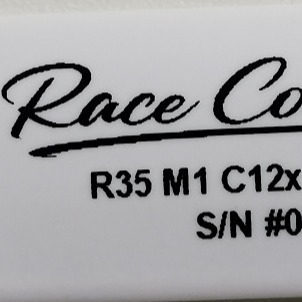 Race Co
R35 M1 C12x
S/N #0